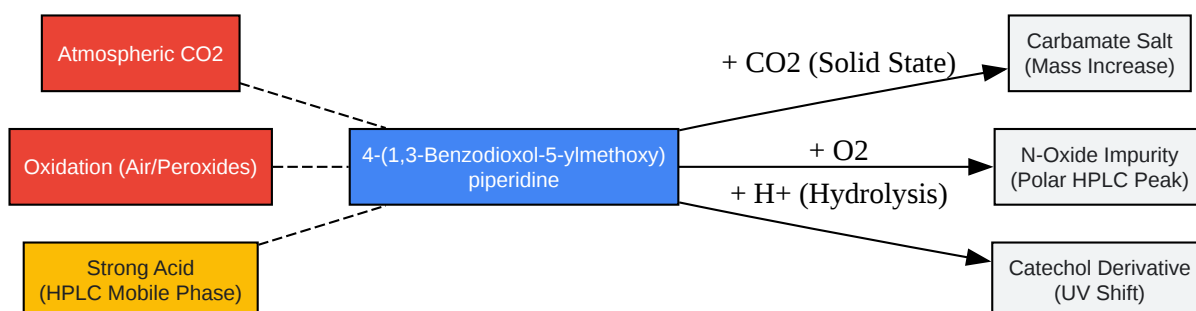 Atmospheric CO2
Oxidation (Air/Peroxides)
Strong Acid
(HPLC Mobile Phase)
4-(1,3-Benzodioxol-5-ylmethoxy)
piperidine
+ CO2 (Solid State)
+ O2
+ H+ (Hydrolysis)
Carbamate Salt
(Mass Increase)
N-Oxide Impurity
(Polar HPLC Peak)
Catechol Derivative
(UV Shift)